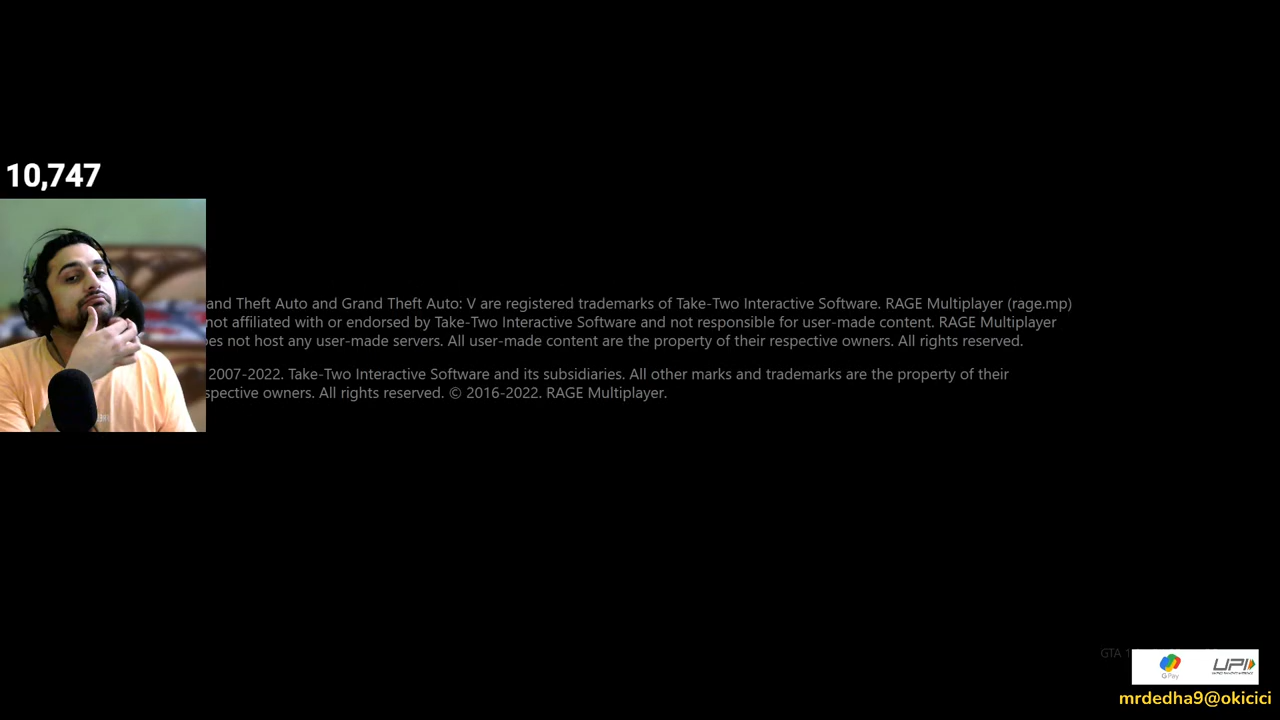 10,747
and Theft Auto and Grand Theft Auto: V are registered trademarks of Take-Two Interactive Software. RAGE Multiplayer (rage.mp)
not affiliated with or endorsed by Take-Two Interactive Software and not responsible for user-made content. RAGE Multiplayer
es not host any user-made servers. All user-made content are the property of their respective owners. All rights reserved.
2007-2022. Take-Two Interactive Software and its subsidiaries. All other marks and trademarks are the property of their
spective owners. All rights reserved. © 2016-2022. RAGE Multiplayer.
GTA
G Pay
UPI
mrdedha9@okicici